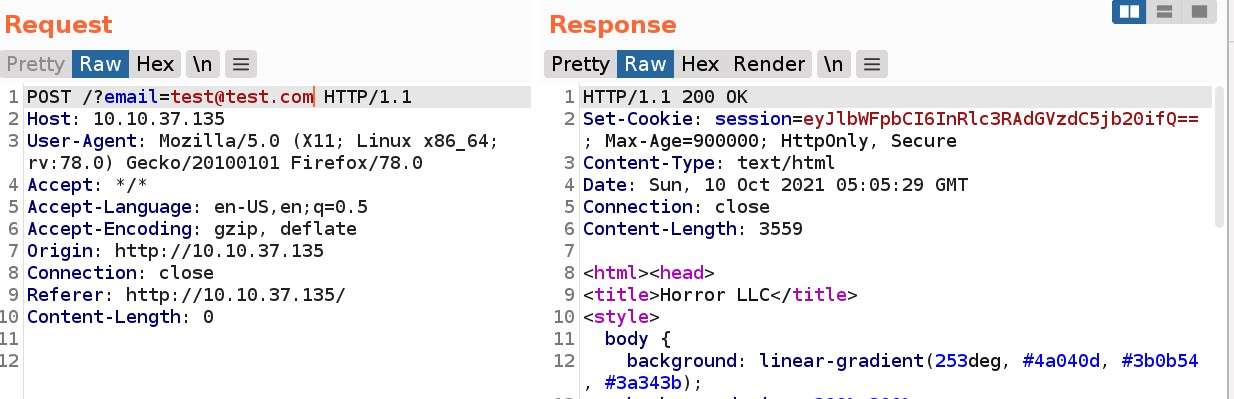 Request
Pretty Raw Hex \n ≡
1 POST /?email=test@test.com HTTP/1.1
2 Host: 10.10.37.135
3 User-Agent: Mozilla/5.0 (X11; Linux x86_64;
rv:78.0) Gecko/20100101 Firefox/78.0
4 Accept: */*
5 Accept-Language: en-US,en;q=0.5
6 Accept-Encoding: gzip, deflate
7 Origin: http://10.10.37.135
8 Connection: close
9 Referer: http://10.10.37.135/
10 Content-Length: 0
11
12
Response
Pretty Raw Hex Render \n ≡
1 HTTP/1.1 200 OK
2 Set-Cookie: session=eyJlbWFpbCI6InRlc3RAdGVzdC5jb20ifQ==
; Max-Age=900000; HttpOnly, Secure
3 Content-Type: text/html
4 Date: Sun, 10 Oct 2021 05:05:29 GMT
5 Connection: close
6 Content-Length: 3559
7
8 <html><head>
9 <title>Horror LLC</title>
10 <style>
11 body {
12 background: linear-gradient(253deg, #4a040d, #3b0b54
, #3a343b);